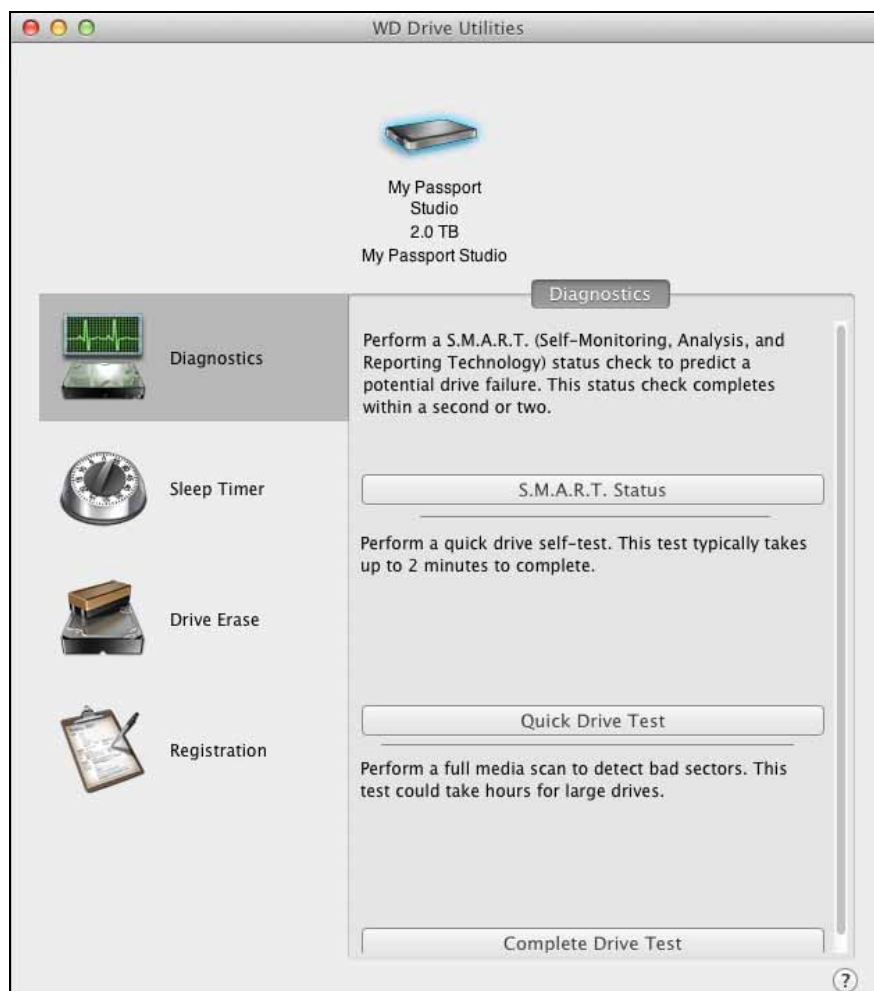 WD Drive Utilities
My Passport
Studio
2.0 TB
My Passport Studio
Diagnostics
Sleep Timer
Drive Erase
Registration
Diagnostics
Perform a S.M.A.R.T. (Self-Monitoring, Analysis, and
Reporting Technology) status check to predict a
potential drive failure. This status check completes
within a second or two.
S.M.A.R.T. Status
Perform a quick drive self-test. This test typically takes
up to 2 minutes to complete.
Quick Drive Test
Perform a full media scan to detect bad sectors. This
test could take hours for large drives.
Complete Drive Test
?